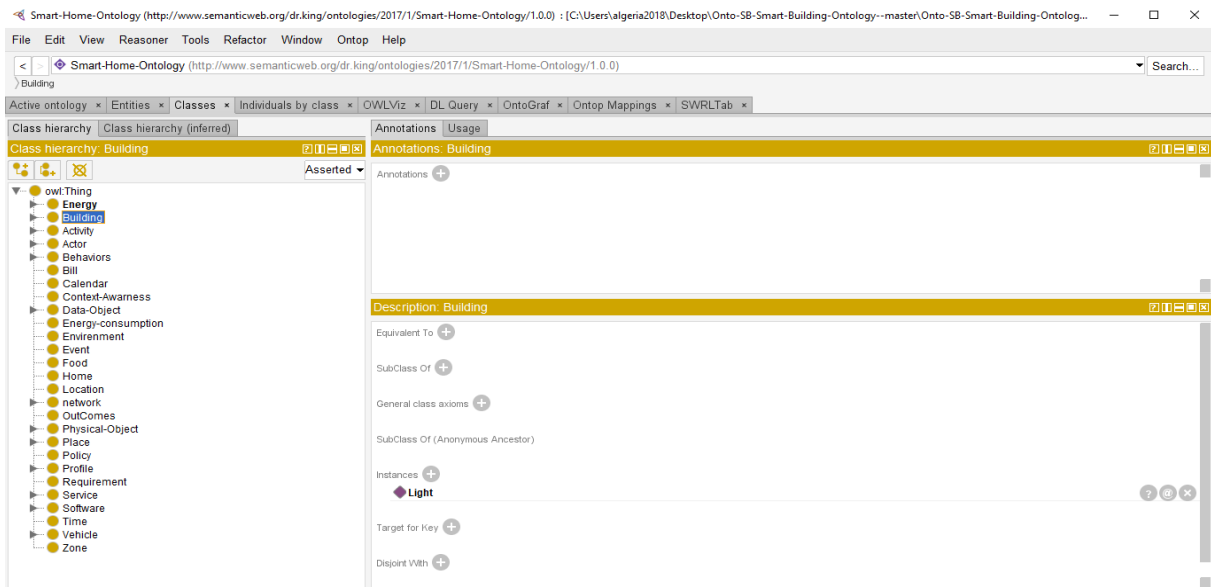 Smart-Home-Ontology (http://www.semanticweb.org/dr.king/ontologies/2017/1/Smart-Home-Ontology/1.0.0) : [C:\Users\algeria2018\Desktop\Onto-SB-Smart-Building-Ontology--master\Onto-SB-Smart-Building-Ontolog...
File Edit View Reasoner Tools Refactor Window Ontop Help
< > Smart-Home-Ontology (http://www.semanticweb.org/dr.king/ontologies/2017/1/Smart-Home-Ontology/1.0.0) Search...
Building
Active ontology × Entities × Classes × Individuals by class × OWLViz × DL Query × OntoGraf × Ontop Mappings × SWRLTab ×
Class hierarchy Class hierarchy (inferred)
Class hierarchy: Building
Asserted
owl:Thing
Energy
Building
Activity
Actor
Behaviors
Bill
Calendar
Context-Awarness
Data-Object
Energy-consumption
Envirenment
Event
Food
Home
Location
network
OutComes
Physical-Object
Place
Policy
Profile
Requirement
Service
Software
Time
Vehicle
Zone
Annotations Usage
Annotations: Building
Annotations
Description: Building
Equivalent To
SubClass Of
General class axioms
SubClass Of (Anonymous Ancestor)
Instances
Light
Target for Key
Disjoint With